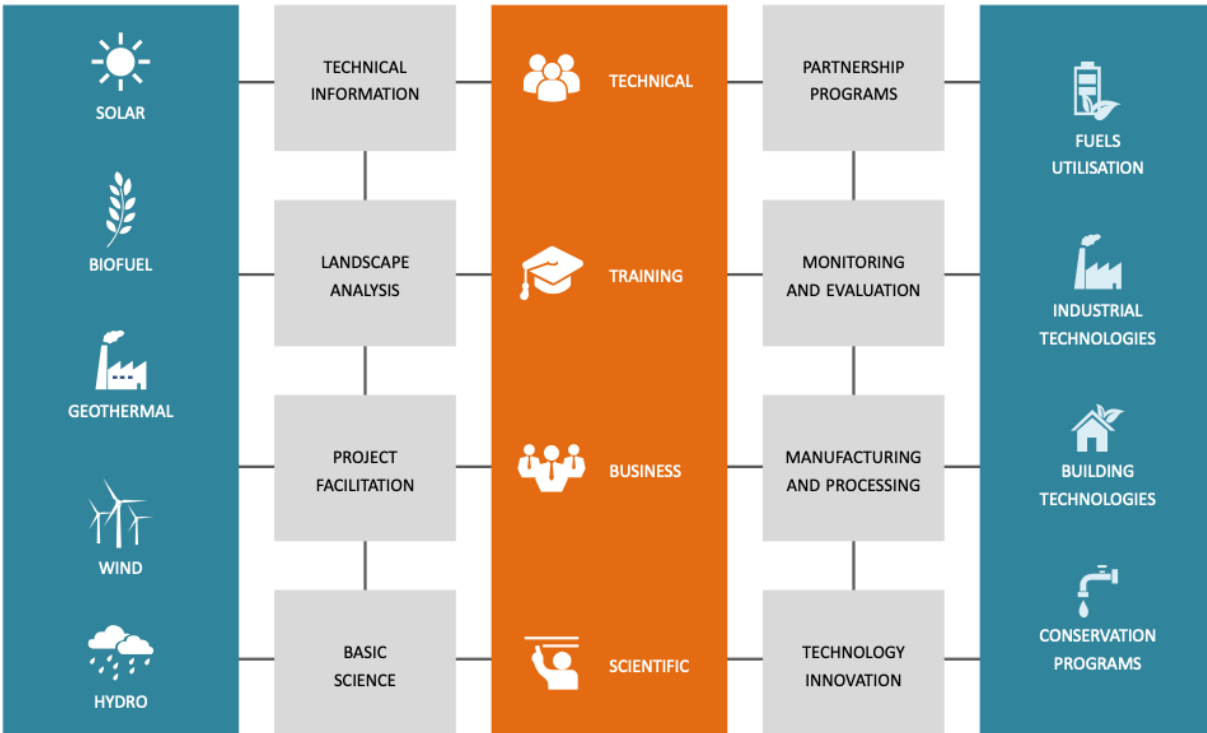 SOLAR
BIOFUEL
GEOTHERMAL
WIND
HYDRO
TECHNICAL
INFORMATION
LANDSCAPE
ANALYSIS
PROJECT
FACILITATION
BASIC
SCIENCE
TECHNICAL
TRAINING
BUSINESS
SCIENTIFIC
PARTNERSHIP
PROGRAMS
MONITORING
AND EVALUATION
MANUFACTURING
AND PROCESSING
TECHNOLOGY
INNOVATION
FUELS
UTILISATION
INDUSTRIAL
TECHNOLOGIES
BUILDING
TECHNOLOGIES
CONSERVATION
PROGRAMS